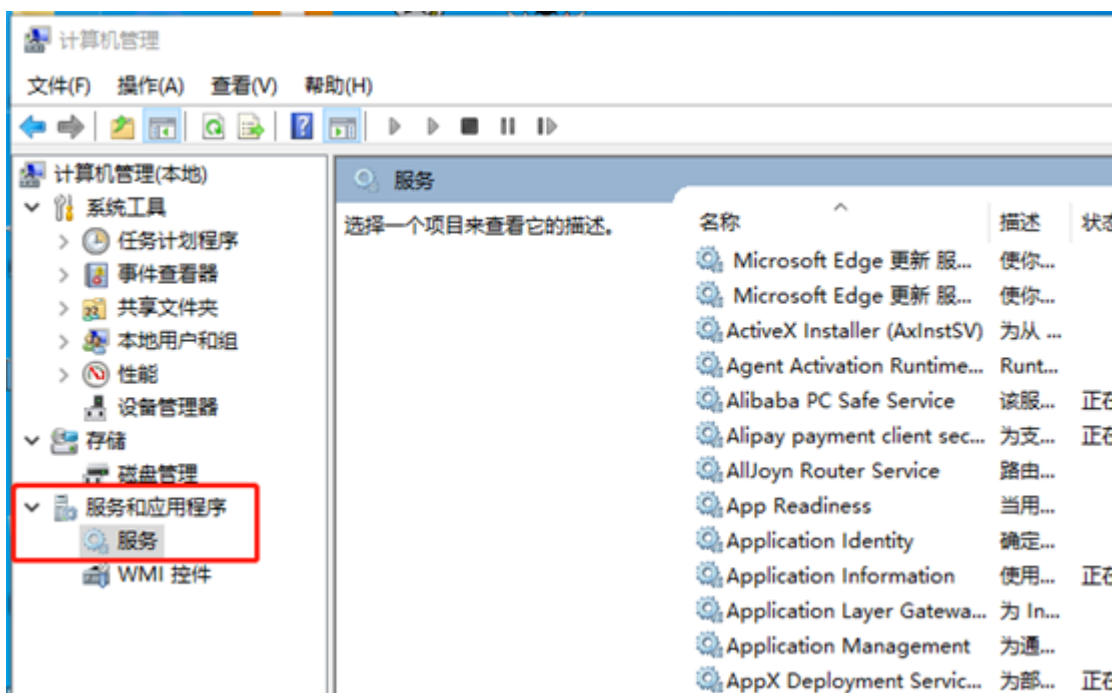 计算机管理
文件(F) 操作(A) 查看(V) 帮助(H)
计算机管理(本地)
系统工具
任务计划程序
事件查看器
共享文件夹
本地用户和组
性能
设备管理器
存储
磁盘管理
服务和应用程序
服务
WMI 控件
服务
选择一个项目来查看它的描述。
名称 描述 状态
Microsoft Edge 更新 服... 使你...
Microsoft Edge 更新 服... 使你...
ActiveX Installer (AxInstSV) 为从 ...
Agent Activation Runtime... Runt...
Alibaba PC Safe Service 该服... 正在
Alipay payment client sec... 为支... 正在
AllJoyn Router Service 路由...
App Readiness 当用...
Application Identity 确定...
Application Information 使用... 正在
Application Layer Gatewa... 为 In...
Application Management 为通...
AppX Deployment Servic... 为部... 正在